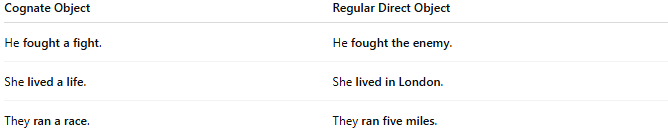 Cognate Object Regular Direct Object
He fought a fight. He fought the enemy.
She lived a life. She lived in London.
They ran a race. They ran five miles.